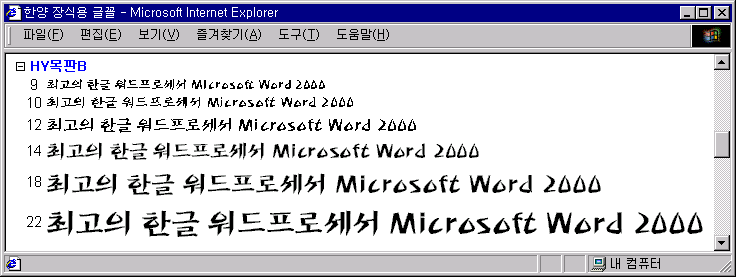 한양 장식용 글꼴 - Microsoft Internet Explorer
파일(F) 편집(E) 보기(V) 즐겨찾기(A) 도구(T) 도움말(H)
HY목판B
9 최고의 한글 워드프로세서 Microsoft Word 2000
10 최고의 한글 워드프로세서 Microsoft Word 2000
12 최고의 한글 워드프로세서 Microsoft Word 2000
14 최고의 한글 워드프로세서 Microsoft Word 2000
18 최고의 한글 워드프로세서 Microsoft Word 2000
22 최고의 한글 워드프로세서 Microsoft Word 2000
내 컴퓨터